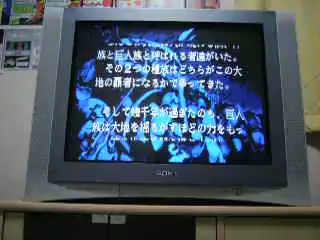 族と巨人族と呼ばれる者達がいた。
その２つの種族はどちらがこの大
地の覇者になるかで争ってきた。
そして幾千年が過ぎたのち、巨人
族は大地を揺るがすほどの力をもっ
SONY